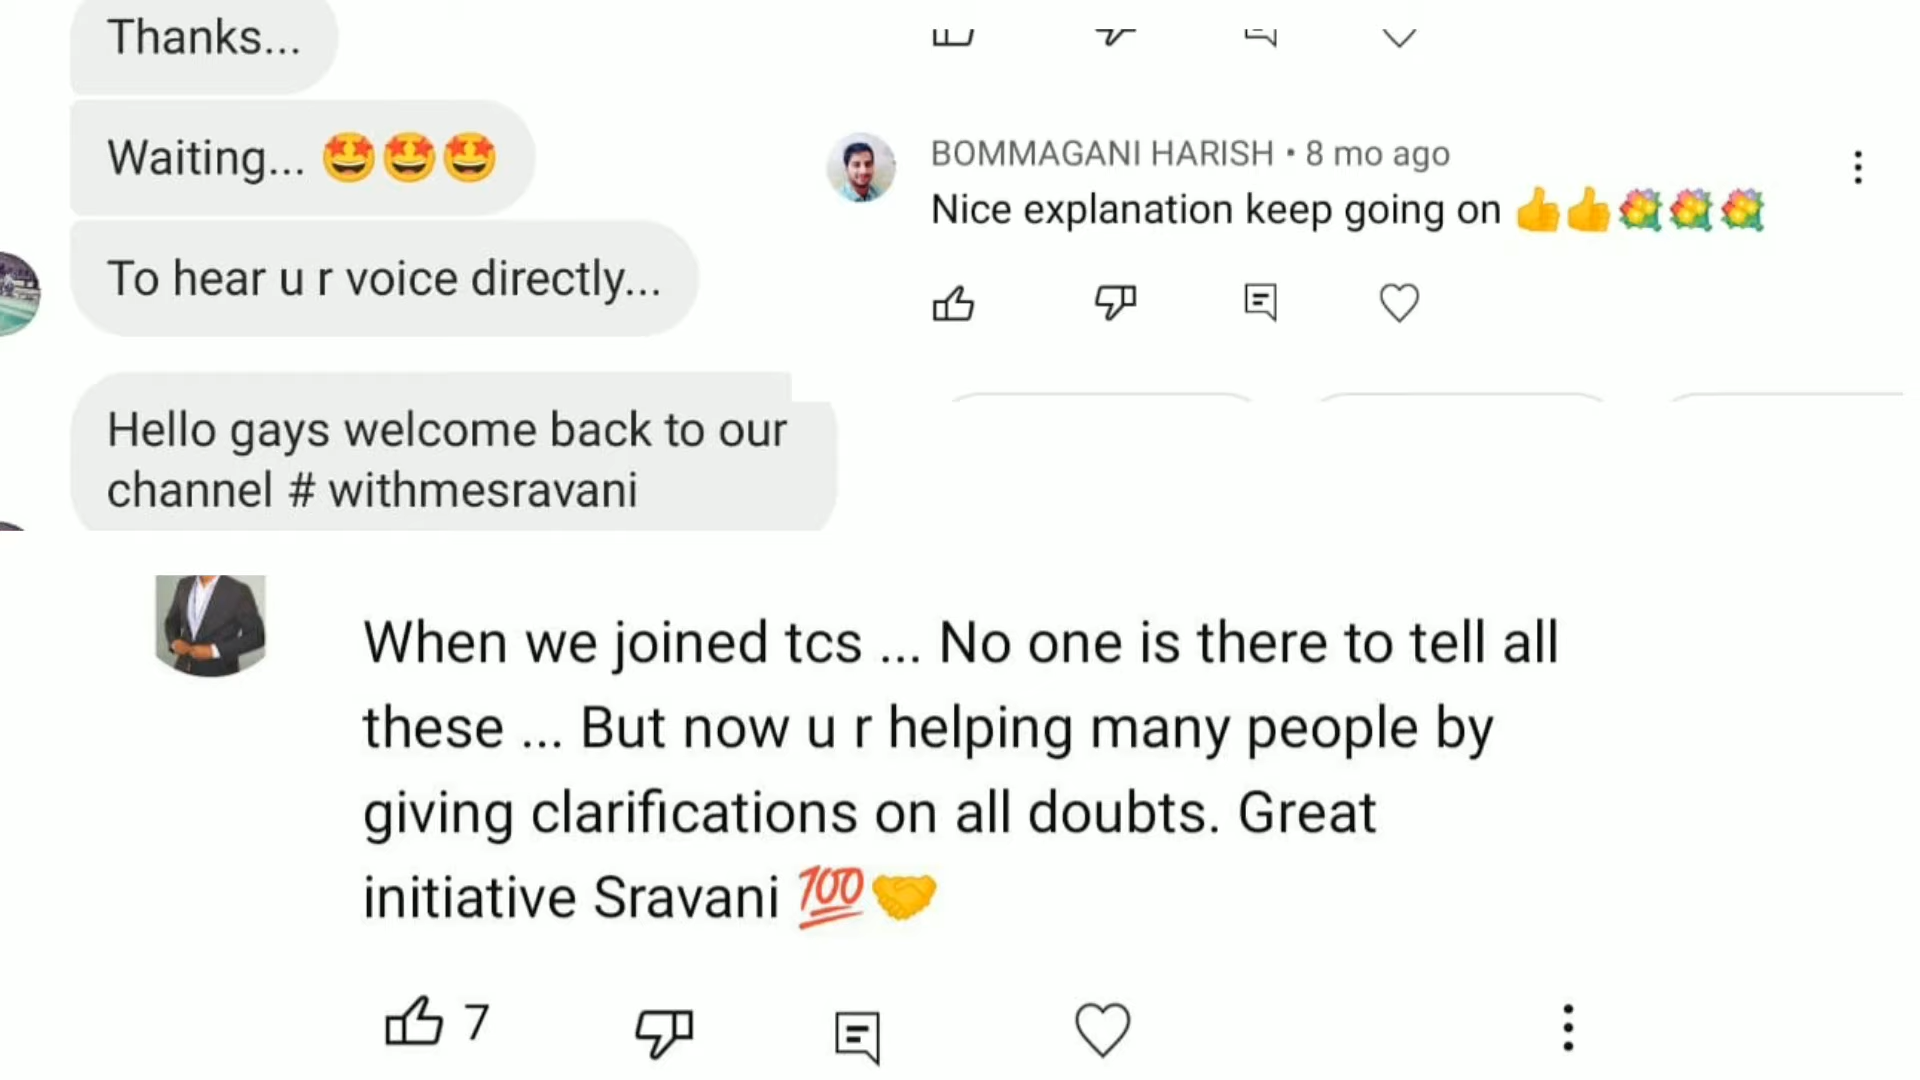 Thanks...
Waiting... 🤩🤩🤩
To hear u r voice directly...
Hello gays welcome back to our
channel # withmesravani
BOMMAGANI HARISH • 8 mo ago
Nice explanation keep going on 👍👍💐💐💐
When we joined tcs ... No one is there to tell all
these ... But now u r helping many people by
giving clarifications on all doubts. Great
initiative Sravani 💯🤝
7